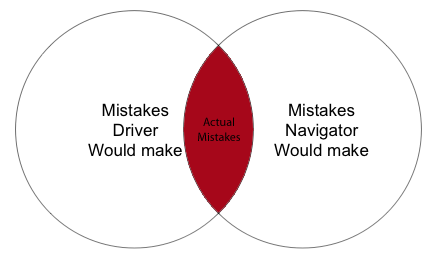 Mistakes
Driver
Would make
Actual
Mistakes
Mistakes
Navigator
Would make